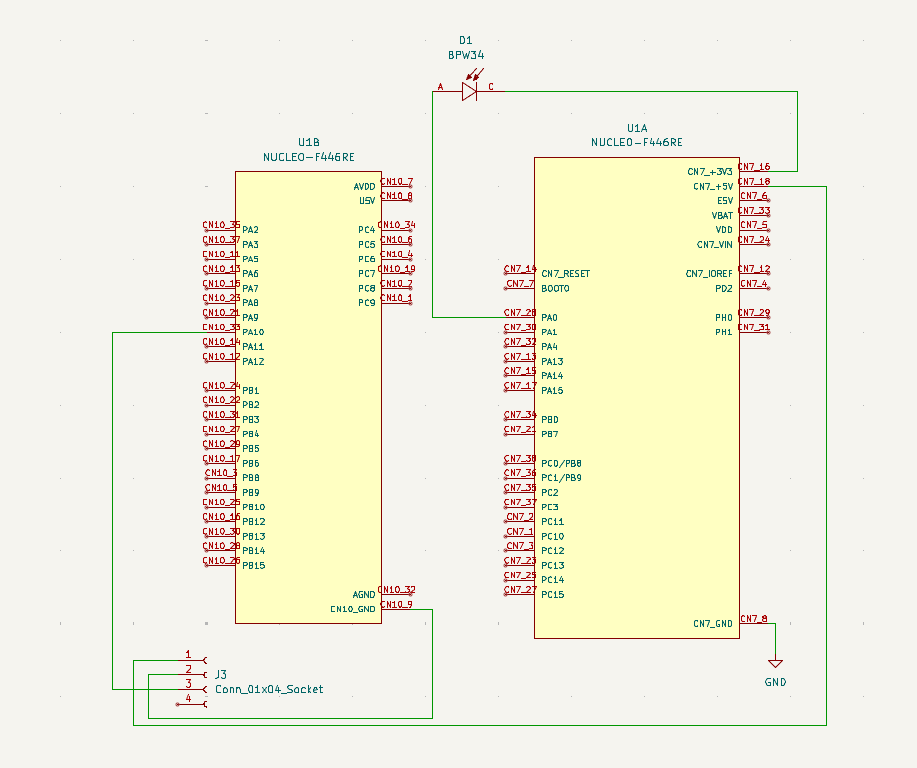 D1
BPW34
A
C
U1B
NUCLEO-F446RE
U1A
NUCLEO-F446RE
AVDD CN10_7
U5V CN10_8
CN10_35 PA2
PC4 CN10_34
CN10_37 PA3
PC5 CN10_6
CN10_11 PA5
PC6 CN10_4
CN10_13 PA6
PC7 CN10_19
CN10_15 PA7
PC8 CN10_2
CN10_23 PA8
PC9 CN10_1
CN10_21 PA9
CN10_33 PA10
CN10_14 PA11
CN10_12 PA12
CN10_24 PB1
CN10_22 PB2
CN10_31 PB3
CN10_27 PB4
CN10_29 PB5
CN10_17 PB6
CN10_3 PB8
CN10_5 PB9
CN10_25 PB10
CN10_16 PB12
CN10_30 PB13
CN10_28 PB14
CN10_26 PB15
AGND CN10_32
CN10_GND CN10_9
CN7_+3V3 CN7_16
CN7_+5V CN7_18
E5V CN7_6
VBAT CN7_33
VDD CN7_5
CN7_VIN CN7_24
CN7_14 CN7_RESET
CN7_IOREF CN7_12
CN7_7 BOOT0
PD2 CN7_4
CN7_28 PA0
PH0 CN7_29
CN7_30 PA1
PH1 CN7_31
CN7_32 PA4
CN7_13 PA13
CN7_15 PA14
CN7_17 PA15
CN7_34 PB0
CN7_21 PB7
CN7_38 PC0/PB8
CN7_36 PC1/PB9
CN7_35 PC2
CN7_37 PC3
CN7_2 PC11
CN7_1 PC10
CN7_3 PC12
CN7_23 PC13
CN7_25 PC14
CN7_27 PC15
CN7_GND CN7_8
GND
1
2
3
4
J3
Conn_01x04_Socket